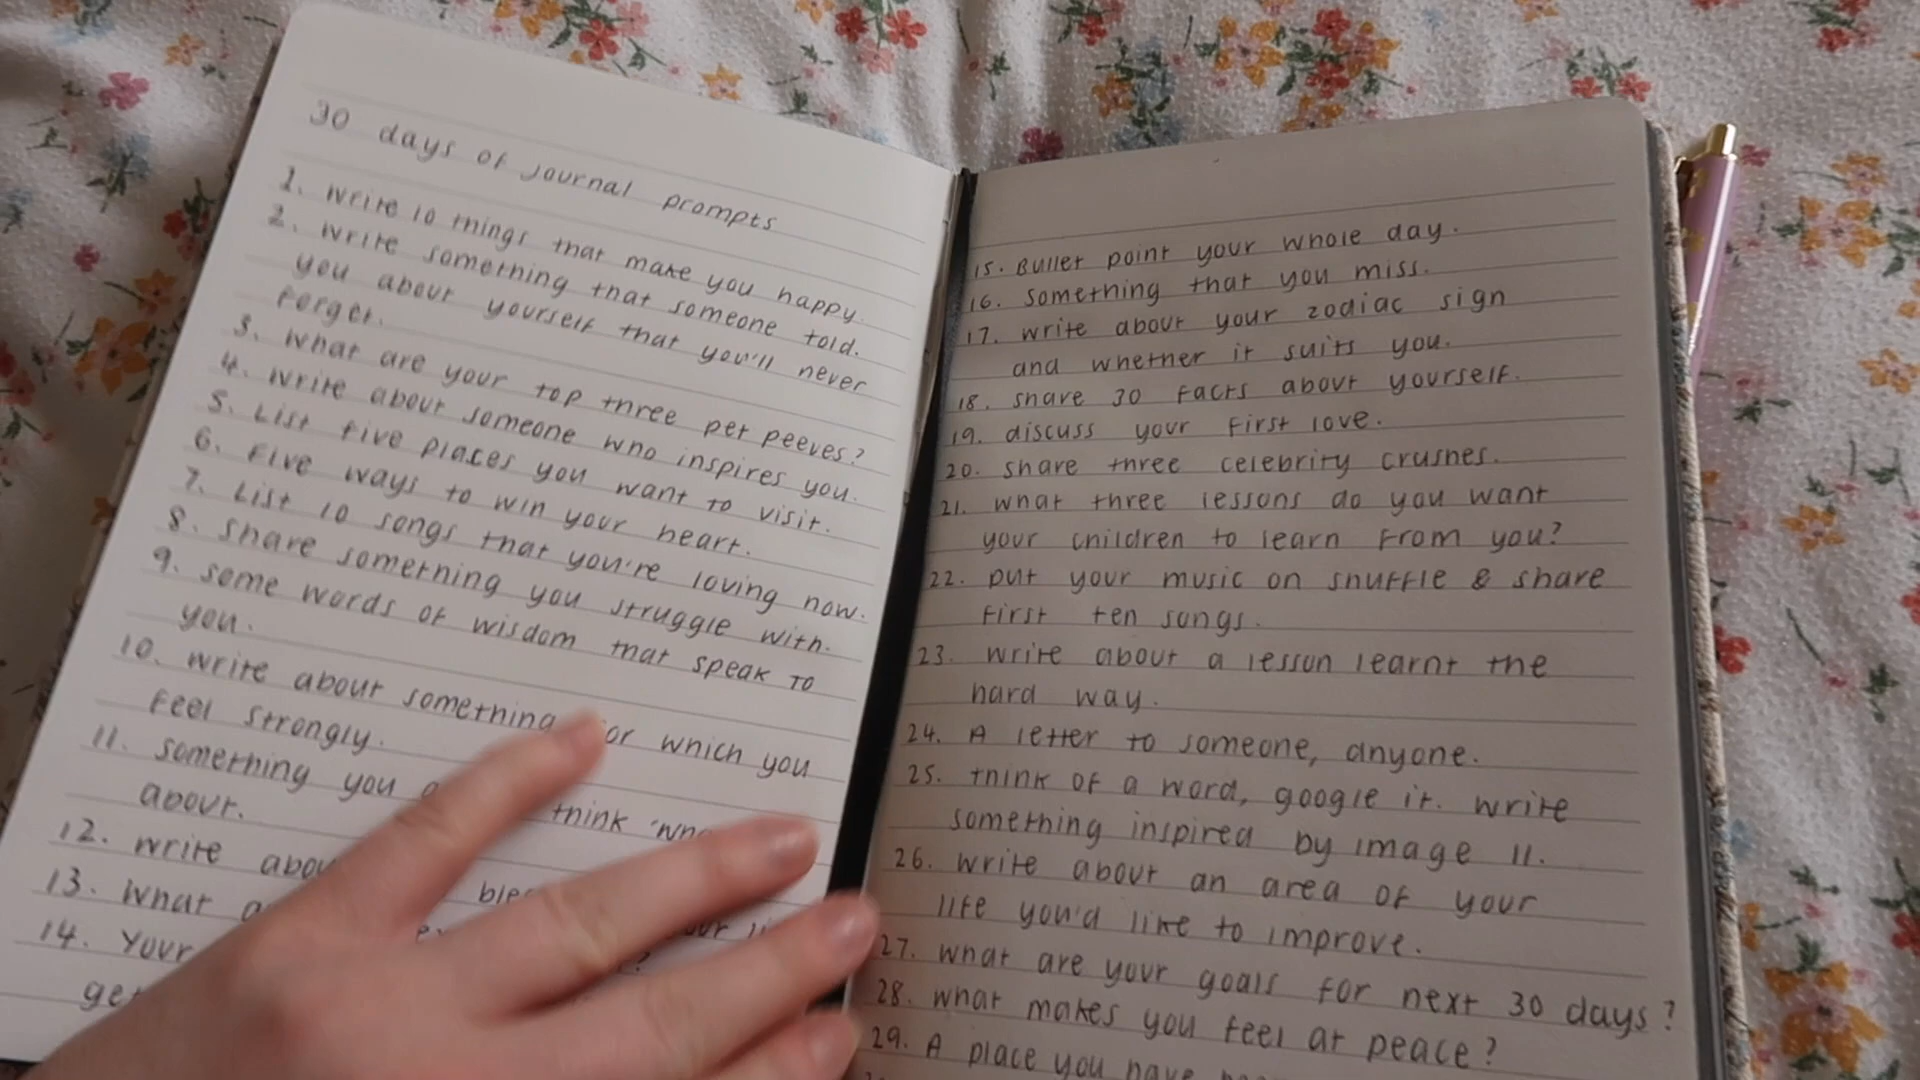 30 days of journal prompts
1. write 10 things that make you happy.
2. write something that someone told.
you about yourself that you'll never
forget.
3. what are your top three pet peeves?
4. write about someone who inspires you.
5. List five places you want to visit.
6. Five ways to win your heart.
7. List 10 songs that you're loving now.
8. share something you struggle with.
9. some words of wisdom that speak to
you.
10. write about something for which you
feel strongly.
11. something you think
about.
12. write
13. what
14. Your
15. Bullet point your whole day.
16. something that you miss.
17. write about your zodiac sign
and whether it suits you.
18. share 30 facts about yourself.
19. discuss your first love.
20. share three celebrity crushes.
21. what three lessons do you want
your children to learn from you?
22. put your music on shuffle & share
first ten songs.
23. write about a lesson learnt the
hard way.
24. A letter to someone, anyone.
25. think of a word, google it. write
something inspired by image 11.
26. write about an area of your
life you'd like to improve.
27. what are your goals for next 30 days?
28. what makes you feel at peace?
29. A place you have